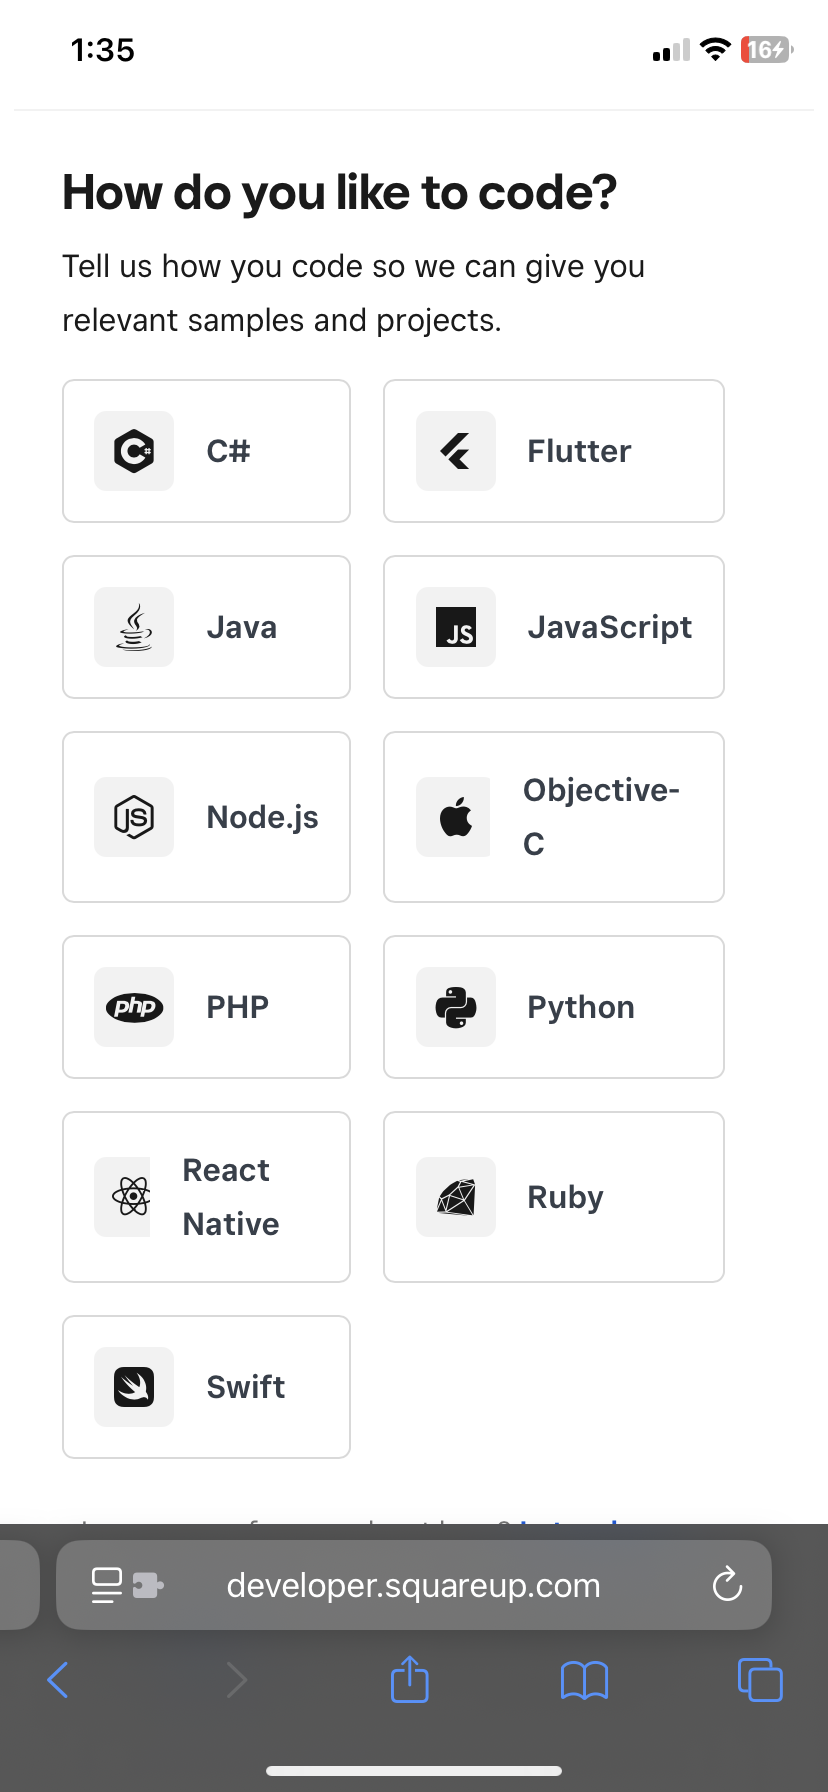 1:35
16
How do you like to code?
Tell us how you code so we can give you
relevant samples and projects.
C#
Flutter
Java
JS
JavaScript
JS
Node.js
Objective-
C
php
PHP
Python
React
Native
Ruby
Swift
developer.squareup.com